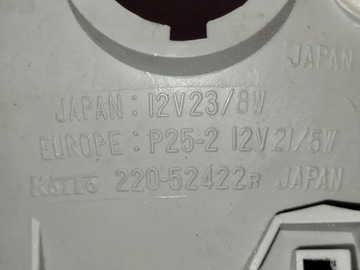 JAPAN
JAPAN : 12V23/8W
EUROPE : P25-2 12V21/5W
KOITO 220-52422R JAPAN